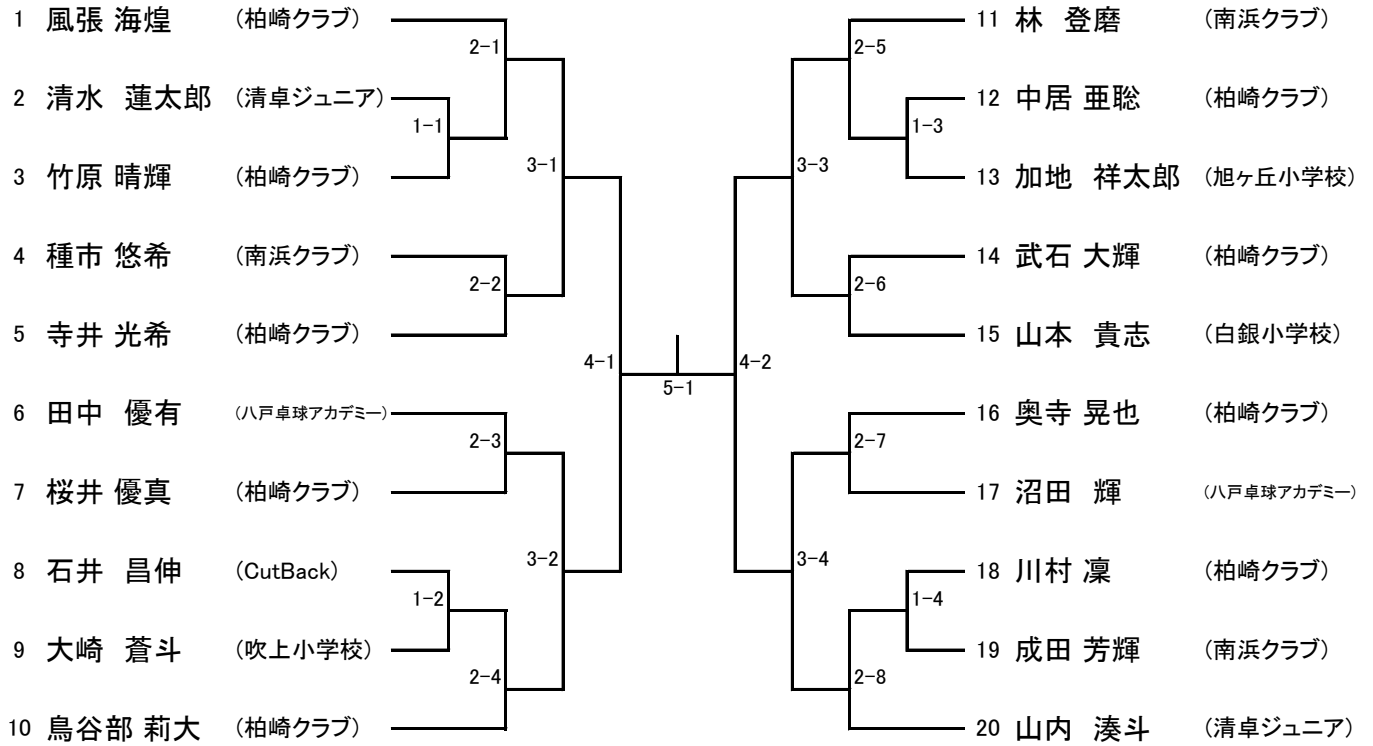 1 風張 海煌 (柏崎クラブ)
2 清水 蓮太郎 (清卓ジュニア)
3 竹原 晴輝 (柏崎クラブ)
4 種市 悠希 (南浜クラブ)
5 寺井 光希 (柏崎クラブ)
6 田中 優有 (八戸卓球アカデミー)
7 桜井 優真 (柏崎クラブ)
8 石井 昌伸 (CutBack)
9 大崎 蒼斗 (吹上小学校)
10 鳥谷部 莉大 (柏崎クラブ)
2-1
1-1
3-1
2-2
4-1
2-3
3-2
1-2
2-4
5-1
2-5
1-3
3-3
2-6
4-2
2-7
3-4
1-4
2-8
11 林 登磨 (南浜クラブ)
12 中居 亜聡 (柏崎クラブ)
13 加地 祥太郎 (旭ヶ丘小学校)
14 武石 大輝 (柏崎クラブ)
15 山本 貴志 (白銀小学校)
16 奥寺 晃也 (柏崎クラブ)
17 沼田 輝 (八戸卓球アカデミー)
18 川村 凜 (柏崎クラブ)
19 成田 芳輝 (南浜クラブ)
20 山内 湊斗 (清卓ジュニア)